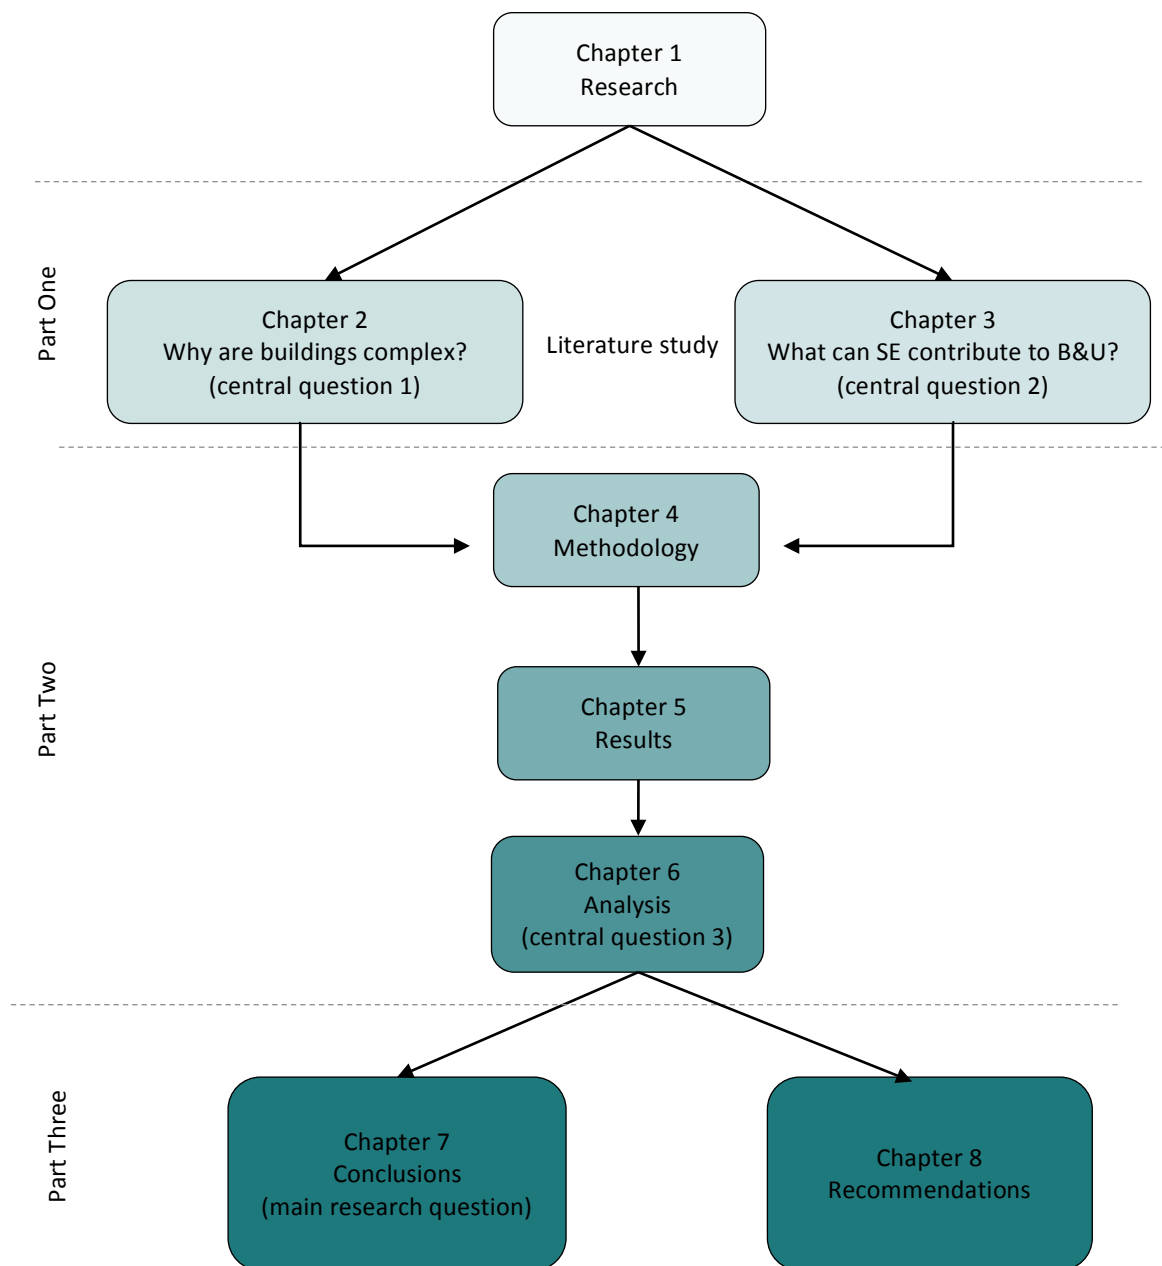 Chapter 1
Research
Part One
Chapter 2
Why are buildings complex?
(central question 1)
Literature study
Chapter 3
What can SE contribute to B&U?
(central question 2)
Part Two
Chapter 4
Methodology
Chapter 5
Results
Chapter 6
Analysis
(central question 3)
Part Three
Chapter 7
Conclusions
(main research question)
Chapter 8
Recommendations